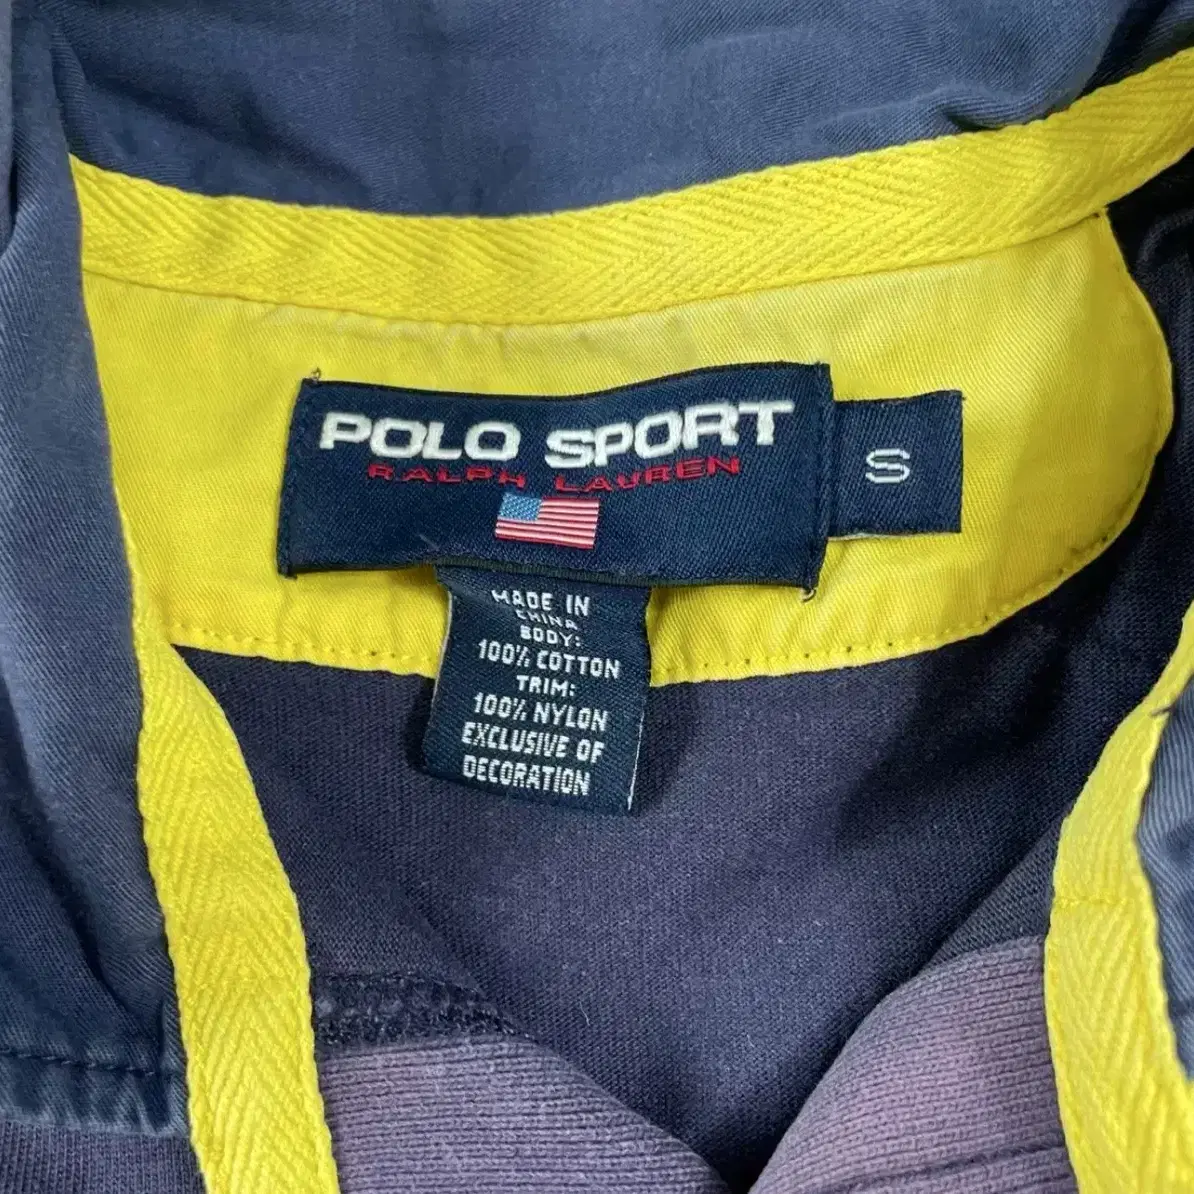 POLO SPORT
RALPH LAUREN
S
MADE IN
CHINA
BODY:
100% COTTON
TRIM:
100% NYLON
EXCLUSIVE OF
DECORATION